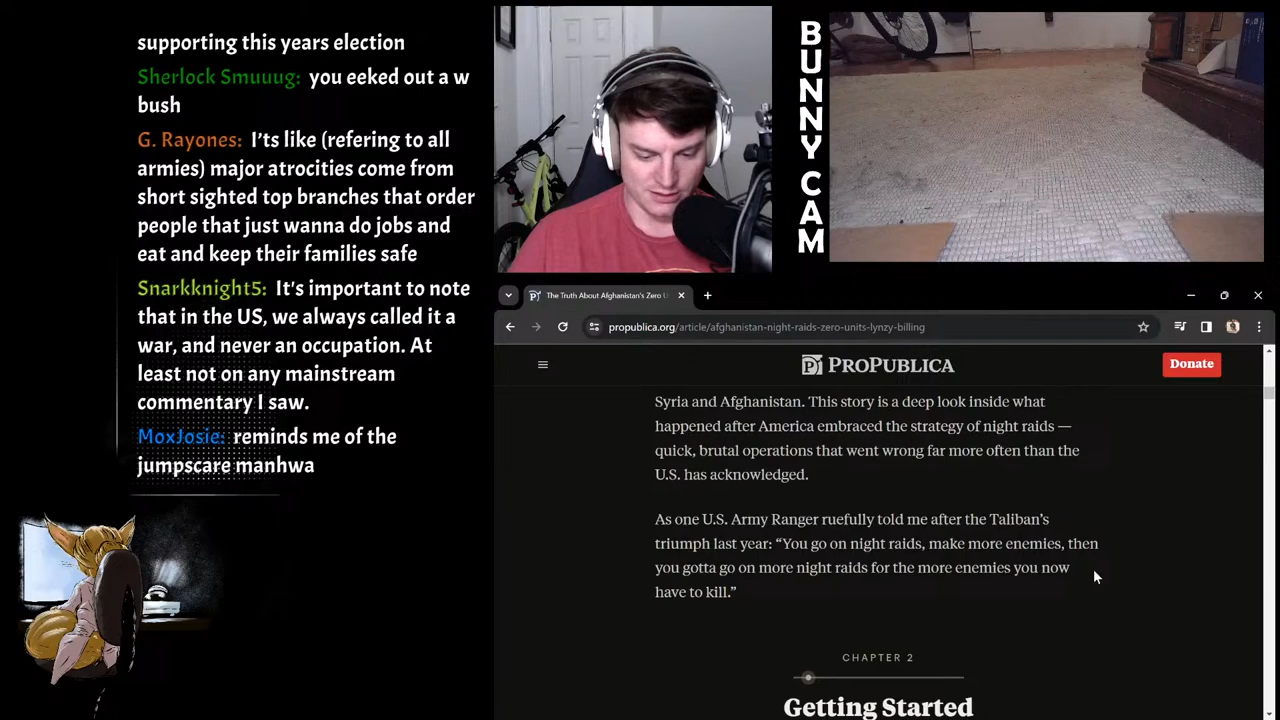 supporting this years election
Sherlock Smuuug: you eeked out a w
bush
G. Rayones: I'ts like (refering to all
armies) major atrocities come from
short sighted top branches that order
people that just wanna do jobs and
eat and keep their families safe
Snarkknight5: It's important to note
that in the US, we always called it a
war, and never an occupation. At
least not on any mainstream
commentary I saw.
MoxJosie: reminds me of the
jumpscare manhwa
BUNNY CAM
The Truth About Afghanistan's Zero U
propublica.org/article/afghanistan-night-raids-zero-units-lynzy-billing
PROPUBLICA
Donate
Syria and Afghanistan. This story is a deep look inside what
happened after America embraced the strategy of night raids —
quick, brutal operations that went wrong far more often than the
U.S. has acknowledged.
As one U.S. Army Ranger ruefully told me after the Taliban's
triumph last year: “You go on night raids, make more enemies, then
you gotta go on more night raids for the more enemies you now
have to kill.”
CHAPTER 2
Getting Started